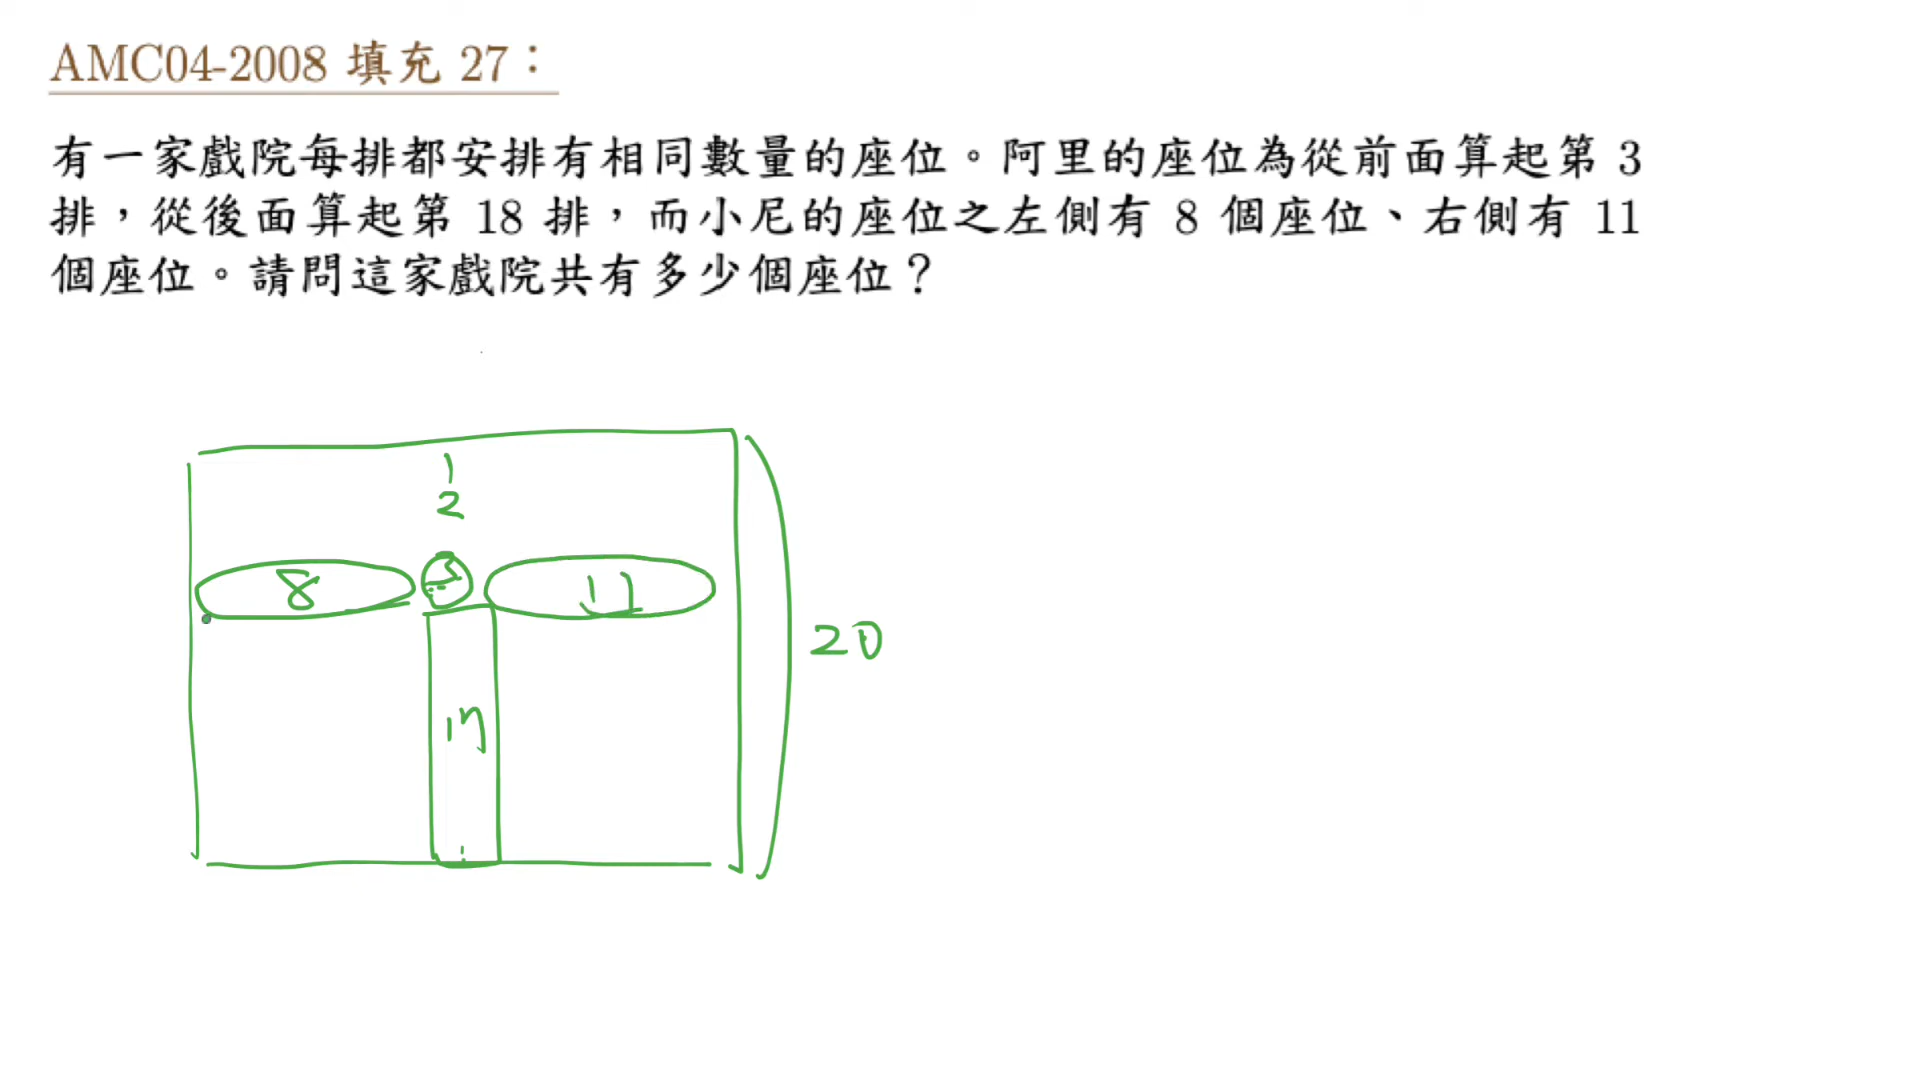 AMC04-2008 填充 27：
有一家戲院每排都安排有相同數量的座位。阿里的座位為從前面算起第 3
排，從後面算起第 18 排，而小尼的座位之左側有 8 個座位、右側有 11
個座位。請問這家戲院共有多少個座位？
1
2
8 3 11
20
17